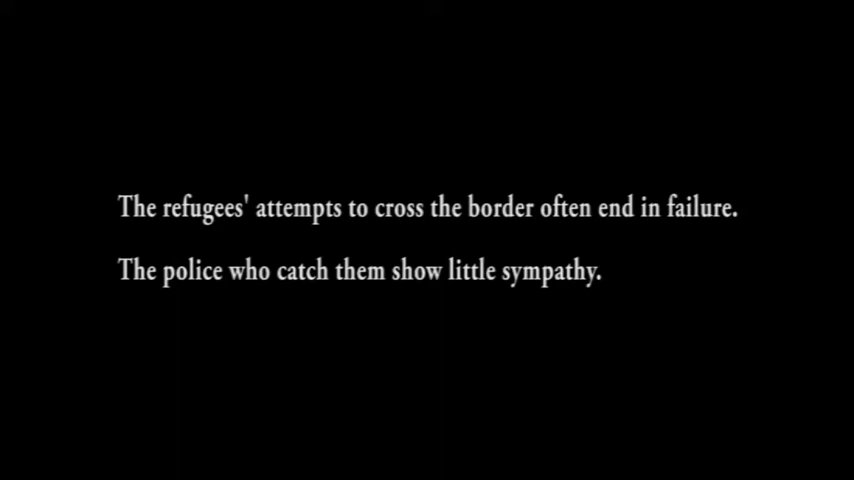 The refugees' attempts to cross the border often end in failure.
The police who catch them show little sympathy.